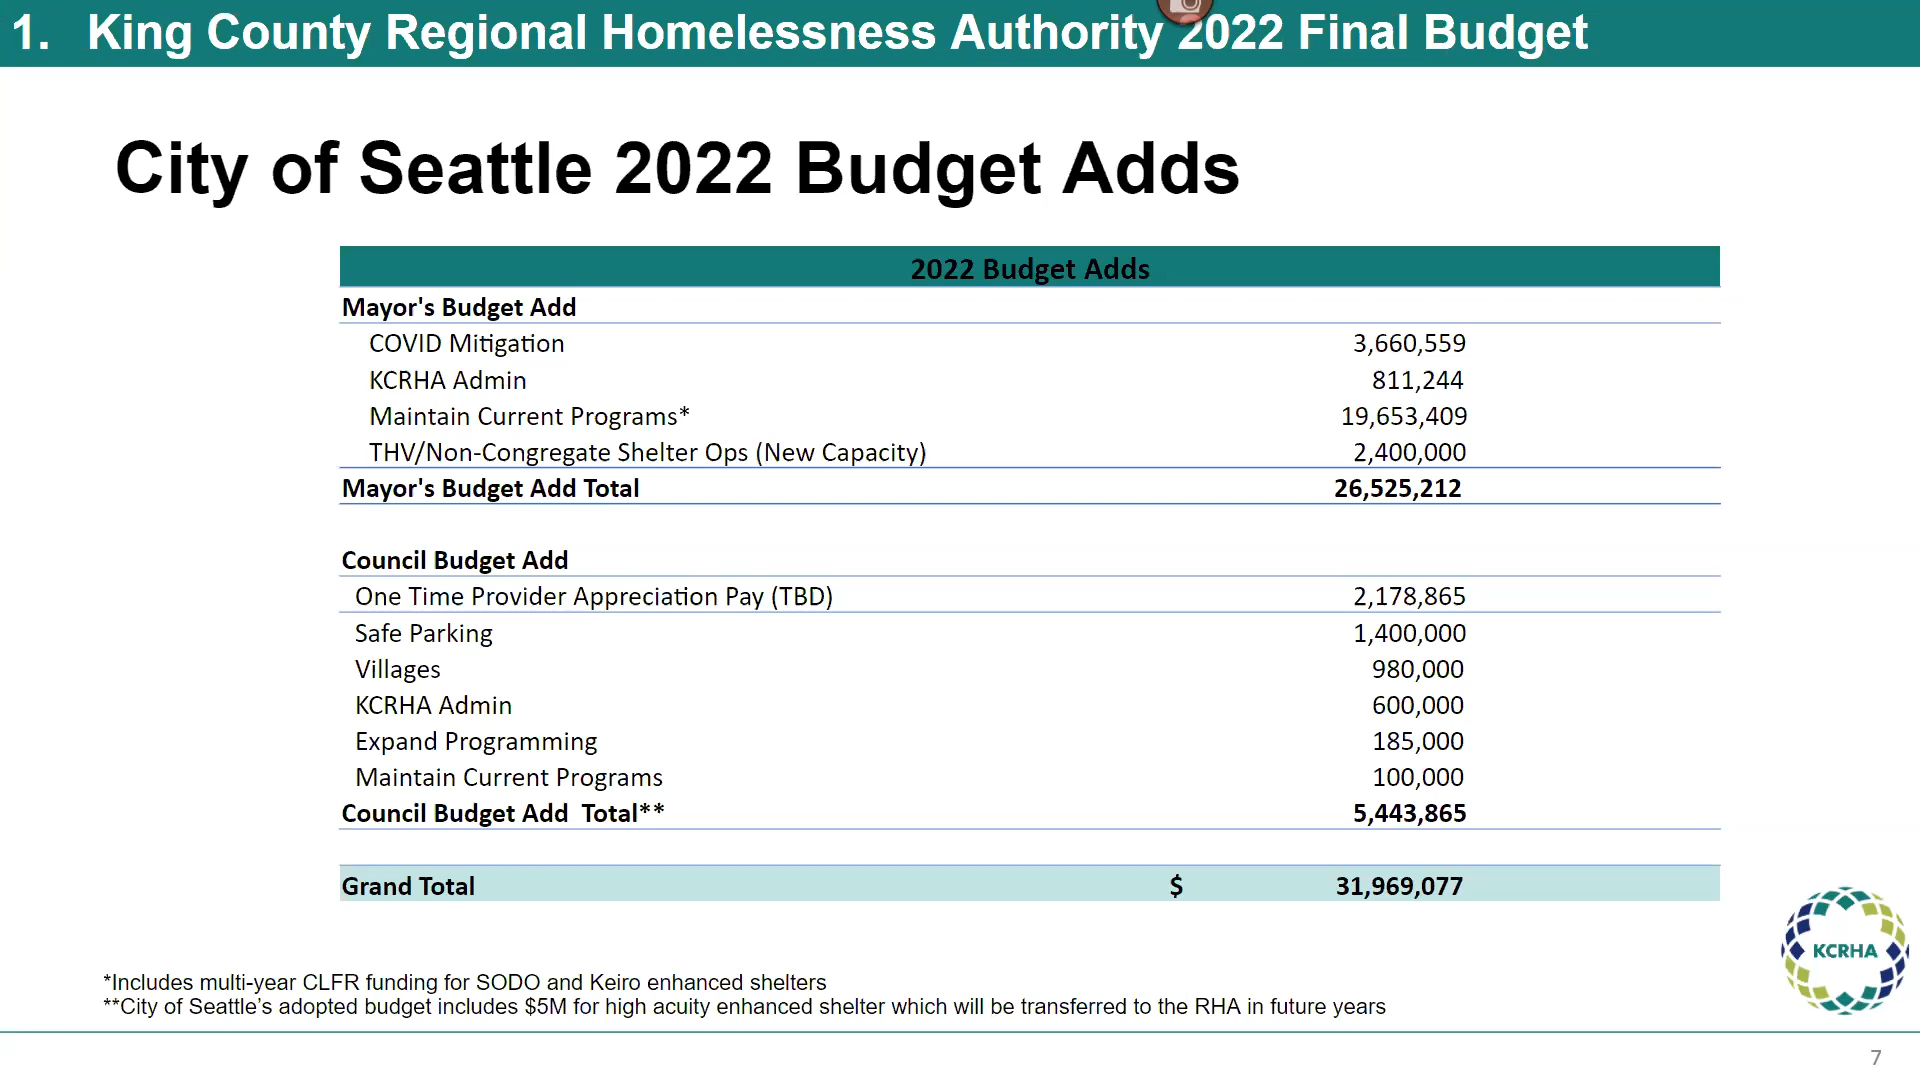 1. King County Regional Homelessness Authority 2022 Final Budget
City of Seattle 2022 Budget Adds
2022 Budget Adds
Mayor's Budget Add
COVID Mitigation 3,660,559
KCRHA Admin 811,244
Maintain Current Programs* 19,653,409
THV/Non-Congregate Shelter Ops (New Capacity) 2,400,000
Mayor's Budget Add Total 26,525,212
Council Budget Add
One Time Provider Appreciation Pay (TBD) 2,178,865
Safe Parking 1,400,000
Villages 980,000
KCRHA Admin 600,000
Expand Programming 185,000
Maintain Current Programs 100,000
Council Budget Add Total** 5,443,865
Grand Total $ 31,969,077
KCRHA
*Includes multi-year CLFR funding for SODO and Keiro enhanced shelters
**City of Seattle’s adopted budget includes $5M for high acuity enhanced shelter which will be transferred to the RHA in future years
7